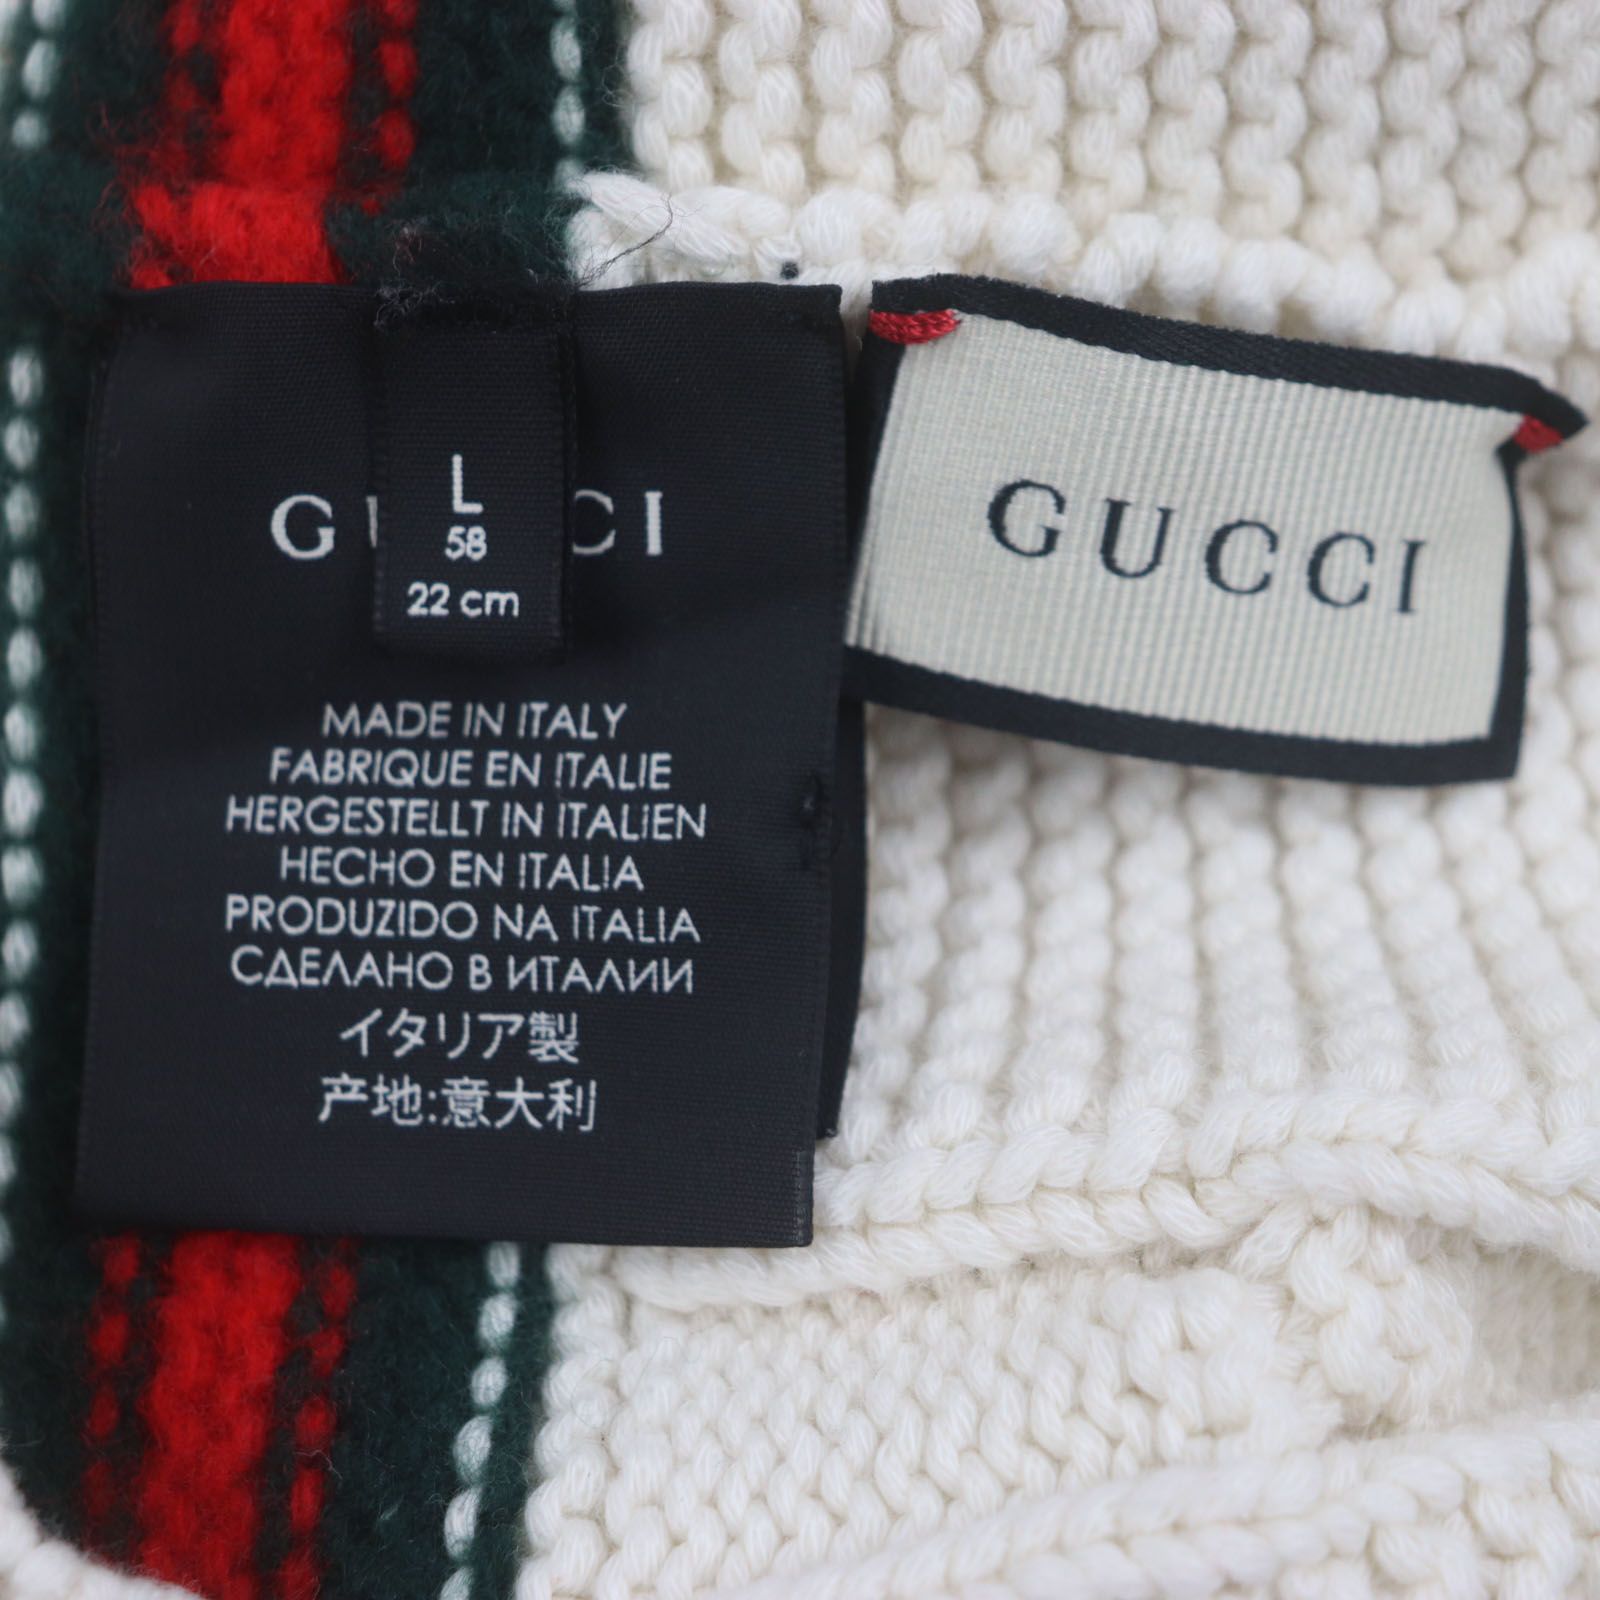 GUCCI
L
58
22 cm
MADE IN ITALY
FABRIQUE EN ITALIE
HERGESTELLT IN ITALIEN
HECHO EN ITALIA
PRODUZIDO NA ITALIA
СДЕЛАНО В ИТАЛИИ
イタリア製
产地:意大利
GUCCI